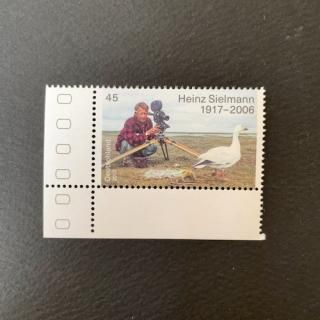 45
Heinz Sielmann
1917–2006
Deutschland